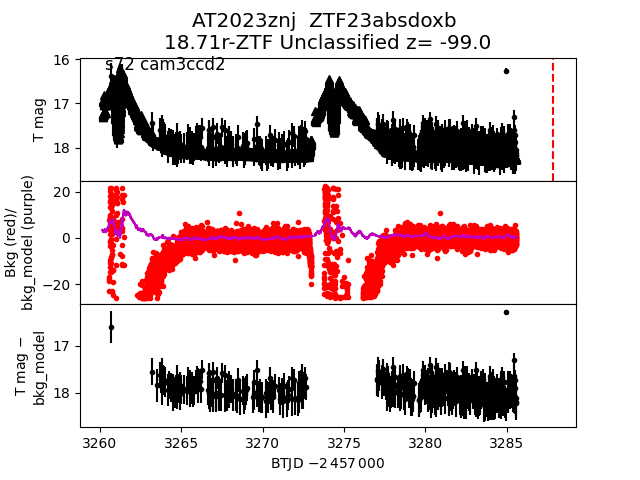 AT2023znj  ZTF23absdoxb
18.71r-ZTF Unclassified z= -99.0
s72 cam3ccd2
16
17
18
T mag
20
0
−20
Bkg (red)/
bkg_model (purple)
17
18
T mag −
bkg_model
3260
3265
3270
3275
3280
3285
BTJD −2 457 000